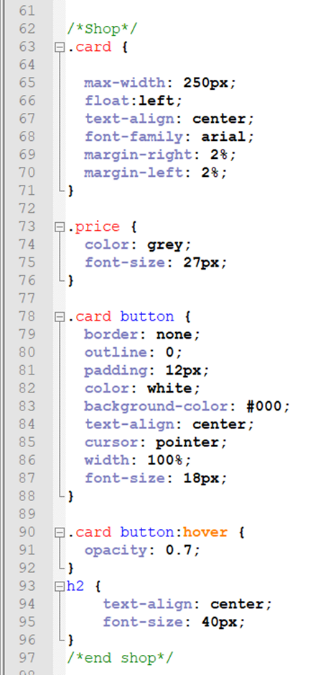 61
62 /*Shop*/
63 .card {
64
65 max-width: 250px;
66 float:left;
67 text-align: center;
68 font-family: arial;
69 margin-right: 2%;
70 margin-left: 2%;
71 }
72
73 .price {
74 color: grey;
75 font-size: 27px;
76 }
77
78 .card button {
79 border: none;
80 outline: 0;
81 padding: 12px;
82 color: white;
83 background-color: #000;
84 text-align: center;
85 cursor: pointer;
86 width: 100%;
87 font-size: 18px;
88 }
89
90 .card button:hover {
91 opacity: 0.7;
92 }
93 h2 {
94 text-align: center;
95 font-size: 40px;
96 }
97 /*end shop*/